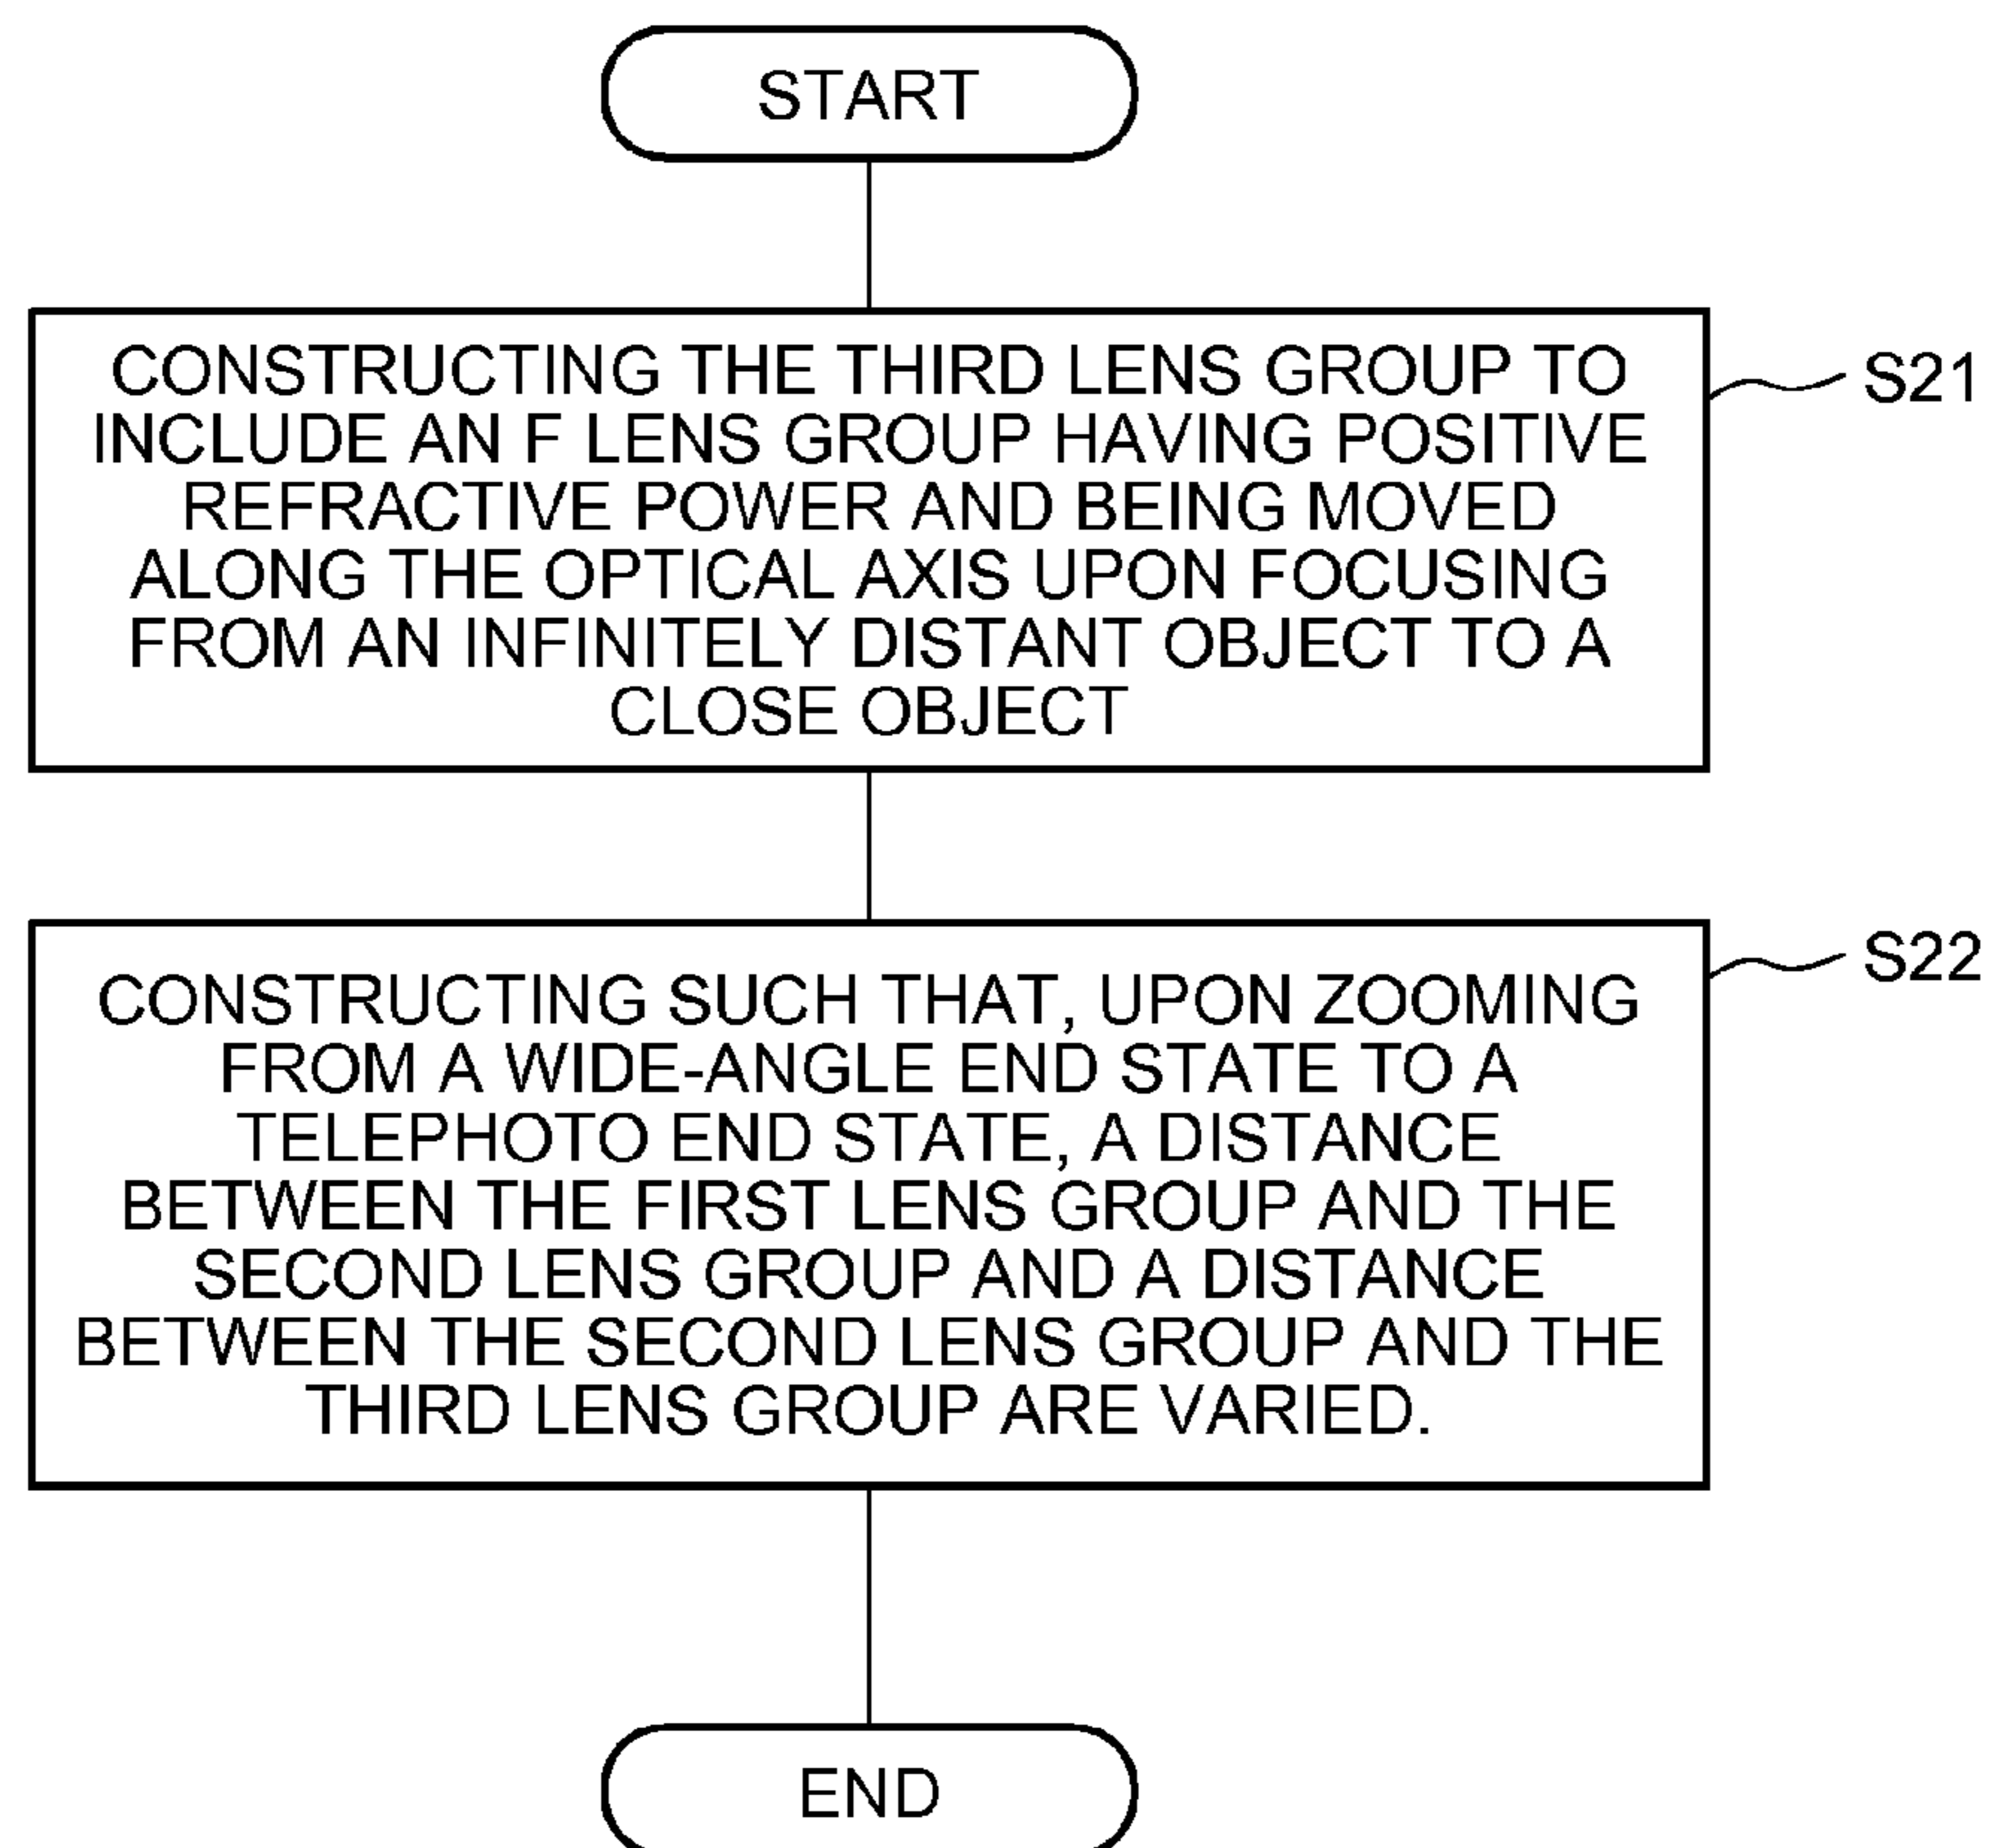 START
CONSTRUCTING THE THIRD LENS GROUP TO
INCLUDE AN F LENS GROUP HAVING POSITIVE
REFRACTIVE POWER AND BEING MOVED
ALONG THE OPTICAL AXIS UPON FOCUSING
FROM AN INFINITELY DISTANT OBJECT TO A
CLOSE OBJECT
S21
CONSTRUCTING SUCH THAT, UPON ZOOMING
FROM A WIDE-ANGLE END STATE TO A
TELEPHOTO END STATE, A DISTANCE
BETWEEN THE FIRST LENS GROUP AND THE
SECOND LENS GROUP AND A DISTANCE
BETWEEN THE SECOND LENS GROUP AND THE
THIRD LENS GROUP ARE VARIED.
S22
END